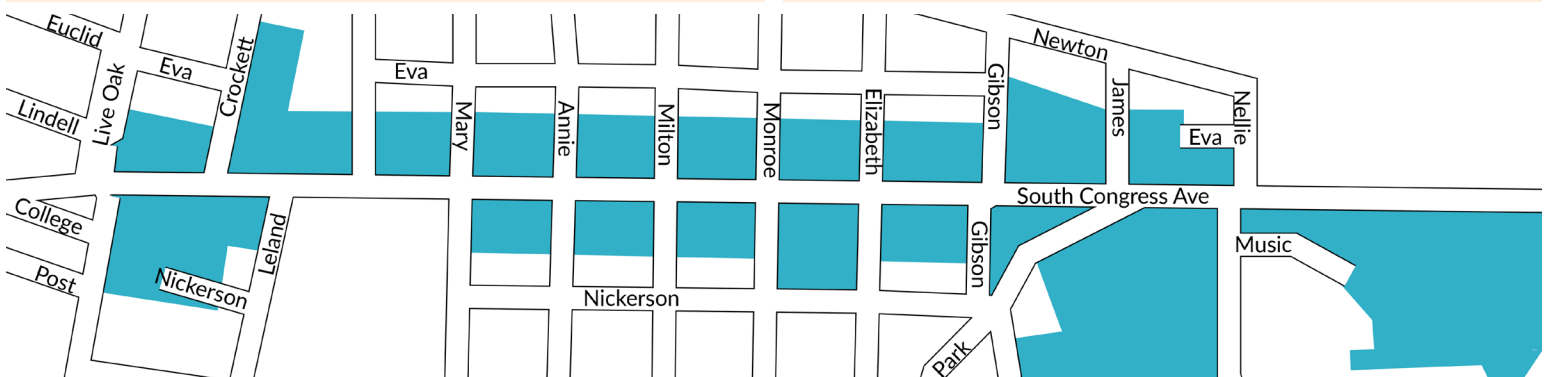 Euclid
Eva
Live Oak
Crockett
Lindell
Eva
Mary
Annie
Milton
Monroe
Elizabeth
Gibson
Newton
James
Nellie
Eva
South Congress Ave
College
Post
Nickerson
Leland
Nickerson
Gibson
Park
Music